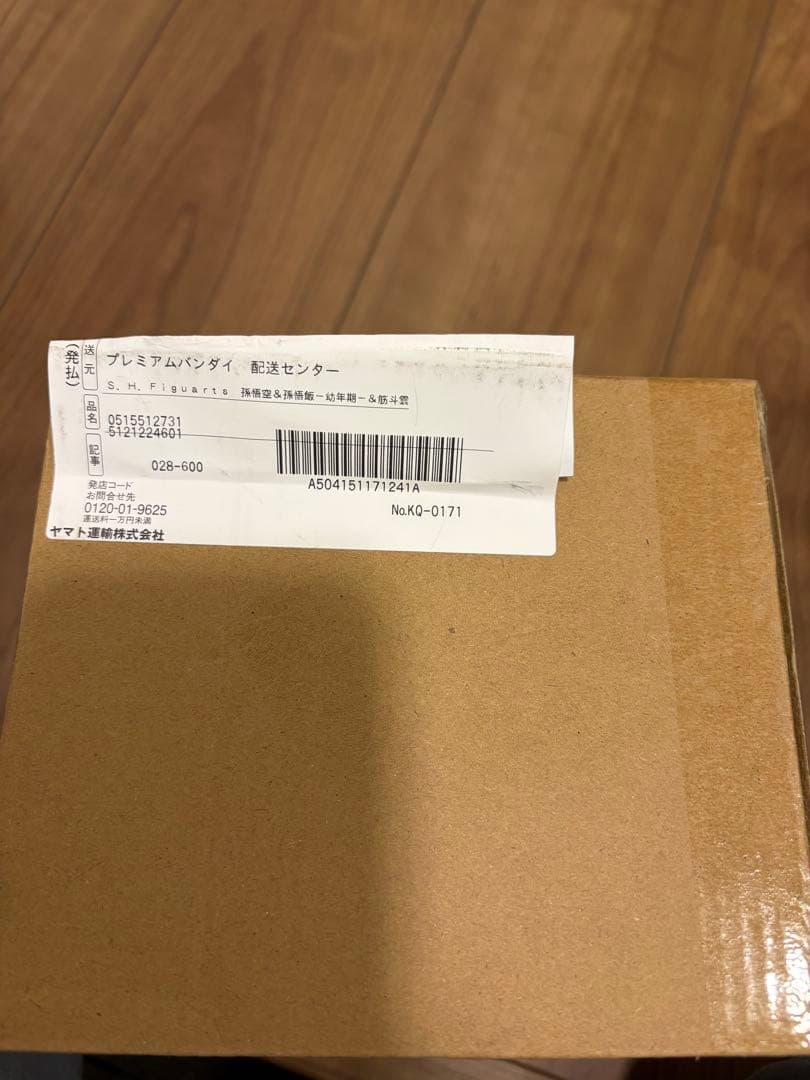 (発払)
送元
プレミアムバンダイ 配送センター
品名
S.H.Figuarts 孫悟空&孫悟飯-幼年期-&筋斗雲
0515512731
5121224601
記事
028-600
A504151171241A
発店コード
お問合せ先
0120-01-9625
No.KQ-0171
運送料一万円未満
ヤマト運輸株式会社